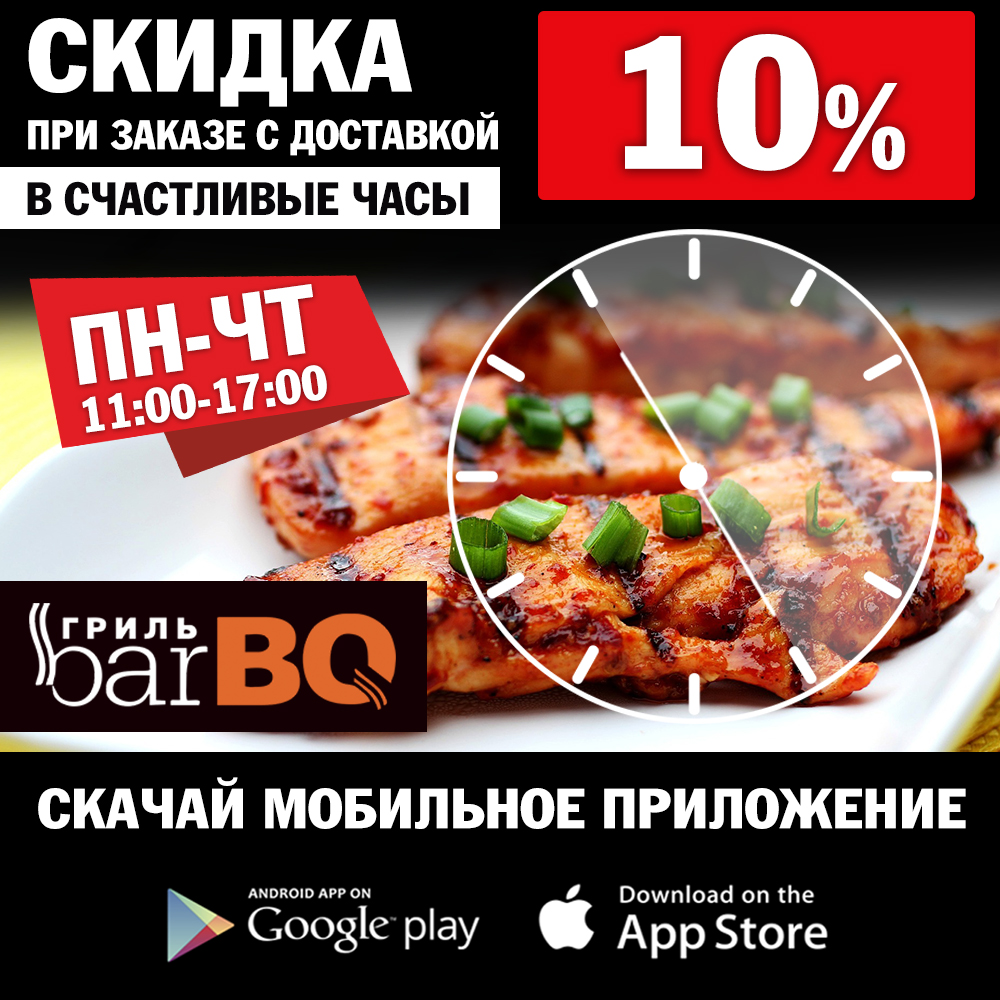 СКИДКА
ПРИ ЗАКАЗЕ С ДОСТАВКОЙ
В СЧАСТЛИВЫЕ ЧАСЫ
10%
ПН-ЧТ
11:00-17:00
ГРИЛЬ
barBQ
СКАЧАЙ МОБИЛЬНОЕ ПРИЛОЖЕНИЕ
ANDROID APP ON
Google play
Download on the
App Store